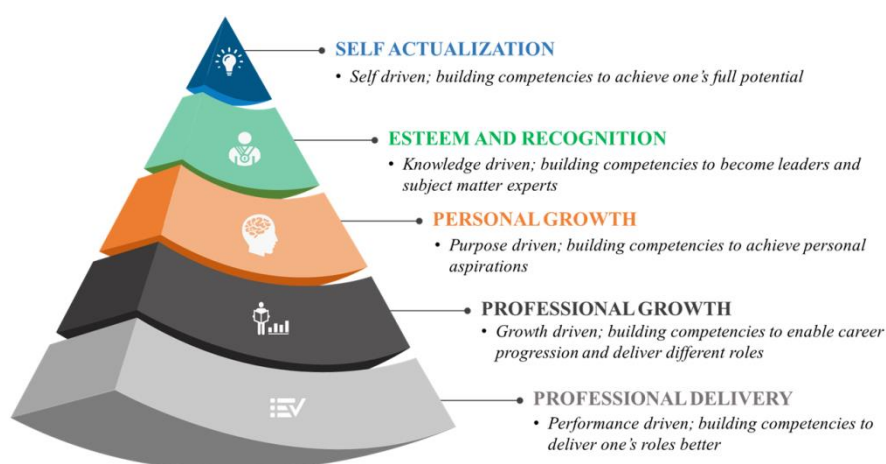 SELF ACTUALIZATION
• Self driven; building competencies to achieve one's full potential
ESTEEM AND RECOGNITION
• Knowledge driven; building competencies to become leaders and
subject matter experts
PERSONAL GROWTH
• Purpose driven; building competencies to achieve personal
aspirations
PROFESSIONAL GROWTH
• Growth driven; building competencies to enable career
progression and deliver different roles
PROFESSIONAL DELIVERY
• Performance driven; building competencies to
deliver one's roles better